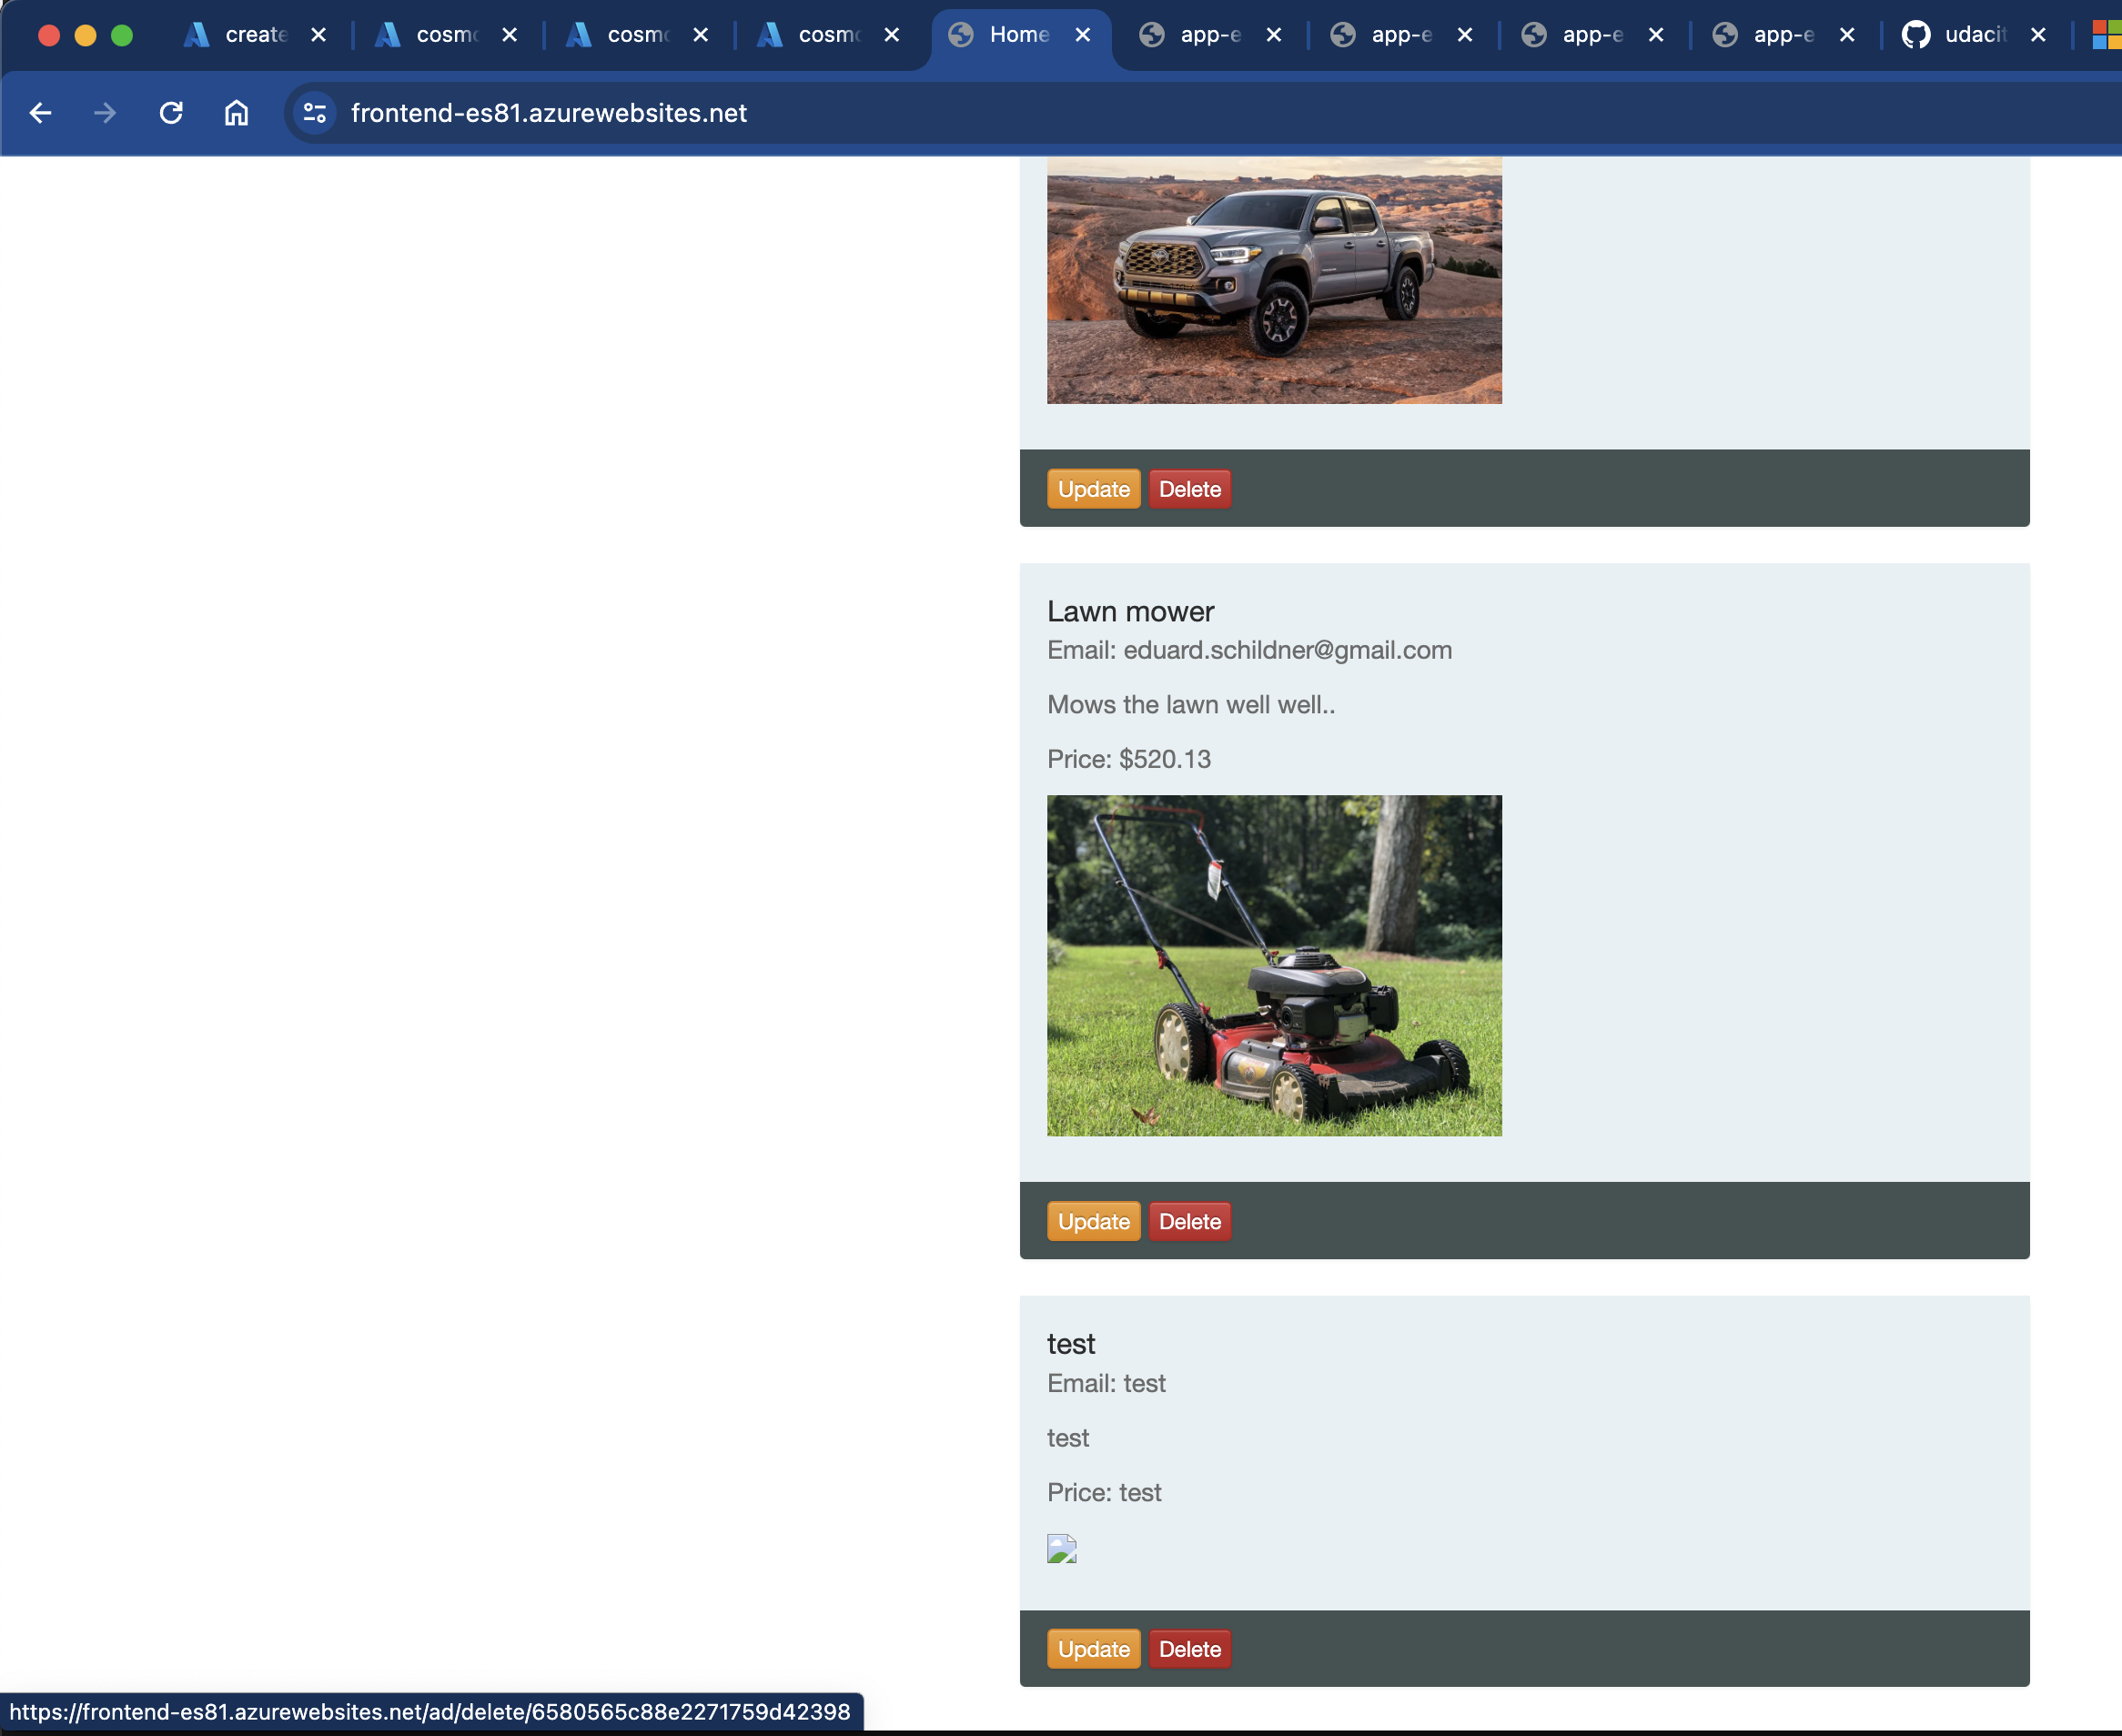 create
cosmo
cosmo
cosmo
Home
app-e
app-e
app-e
app-e
udacit
frontend-es81.azurewebsites.net
Update Delete
Lawn mower
Email: eduard.schildner@gmail.com
Mows the lawn well well..
Price: $520.13
Update Delete
test
Email: test
test
Price: test
Update Delete
https://frontend-es81.azurewebsites.net/ad/delete/6580565c88e2271759d42398